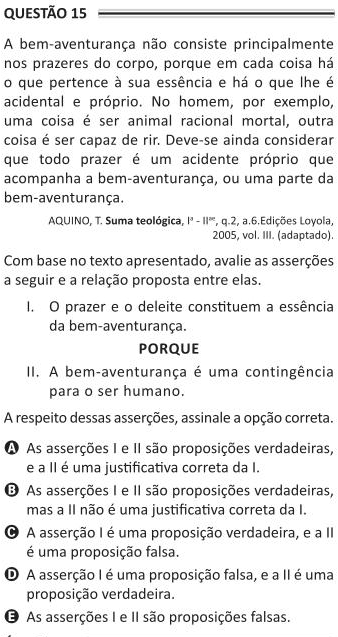 QUESTÃO 15
A bem-aventurança não consiste principalmente
nos prazeres do corpo, porque em cada coisa há
o que pertence à sua essência e há o que lhe é
acidental e próprio. No homem, por exemplo,
uma coisa é ser animal racional mortal, outra
coisa é ser capaz de rir. Deve-se ainda considerar
que todo prazer é um acidente próprio que
acompanha a bem-aventurança, ou uma parte da
bem-aventurança.
AQUINO, T. Suma teológica, Iª - IIªᵉ, q.2, a.6.Edições Loyola,
2005, vol. III. (adaptado).
Com base no texto apresentado, avalie as asserções
a seguir e a relação proposta entre elas.
I. O prazer e o deleite constituem a essência
da bem-aventurança.
PORQUE
II. A bem-aventurança é uma contingência
para o ser humano.
A respeito dessas asserções, assinale a opção correta.
A As asserções I e II são proposições verdadeiras,
e a II é uma justificativa correta da I.
B As asserções I e II são proposições verdadeiras,
mas a II não é uma justificativa correta da I.
C A asserção I é uma proposição verdadeira, e a II
é uma proposição falsa.
D A asserção I é uma proposição falsa, e a II é uma
proposição verdadeira.
E As asserções I e II são proposições falsas.